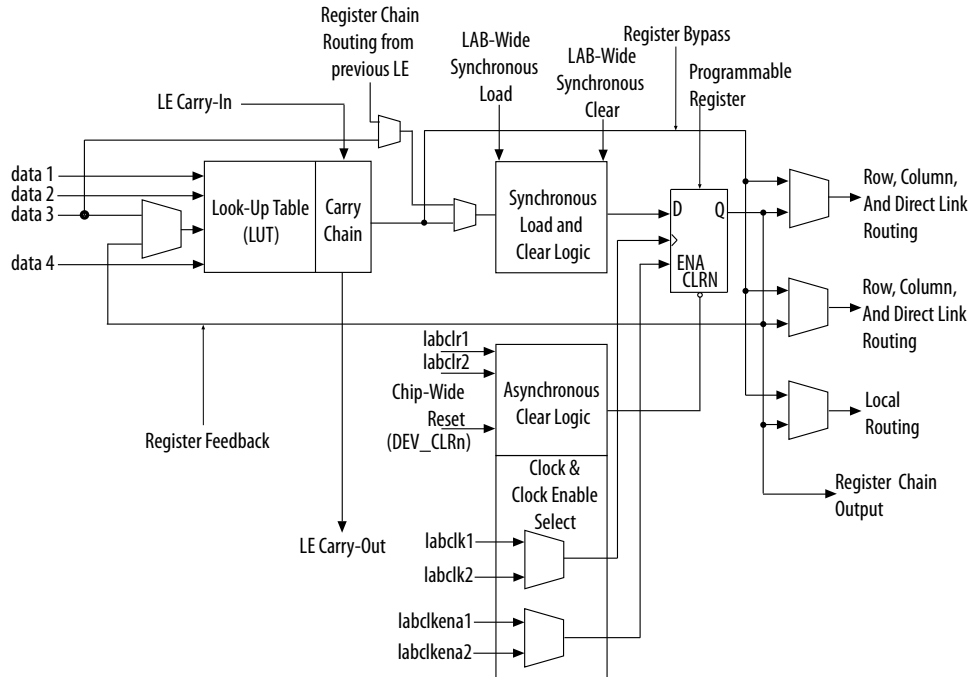 Register Chain
Routing from
previous LE
LAB-Wide
Synchronous
Load
LAB-Wide
Synchronous
Clear
Register Bypass
Programmable
Register
LE Carry-In
data 1
data 2
data 3
data 4
Look-Up Table
(LUT)
Carry
Chain
Synchronous
Load and
Clear Logic
D
Q
ENA
CLRN
Row, Column,
And Direct Link
Routing
Row, Column,
And Direct Link
Routing
Local
Routing
Register Chain
Output
Register Feedback
LE Carry-Out
labclr1
labclr2
Chip-Wide
Reset
(DEV_CLRn)
Asynchronous
Clear Logic
Clock &
Clock Enable
Select
labclk1
labclk2
labclkena1
labclkena2